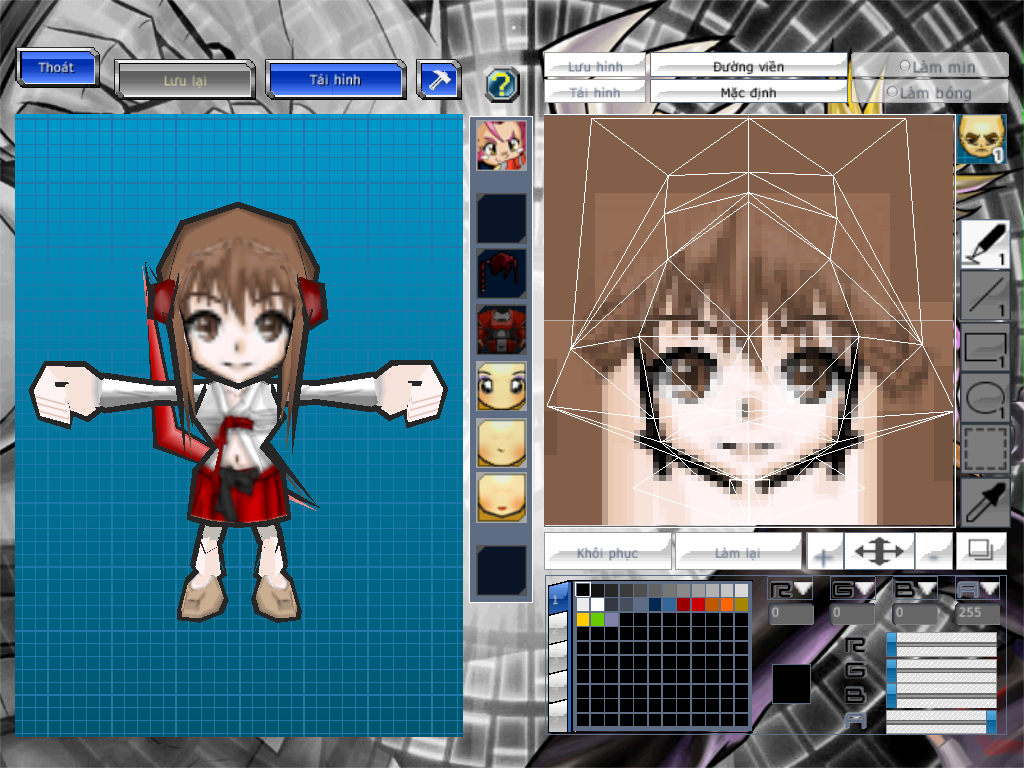 Thoát
Lưu lại
Tải hình
?
Lưu hình
Đường viền
Làm mịn
Tải hình
Mặc định
Làm bóng
1
1
1
1
1
Khôi phục
Làm lại
+
-
1
R
G
B
A
0
0
0
255
R
G
B
A